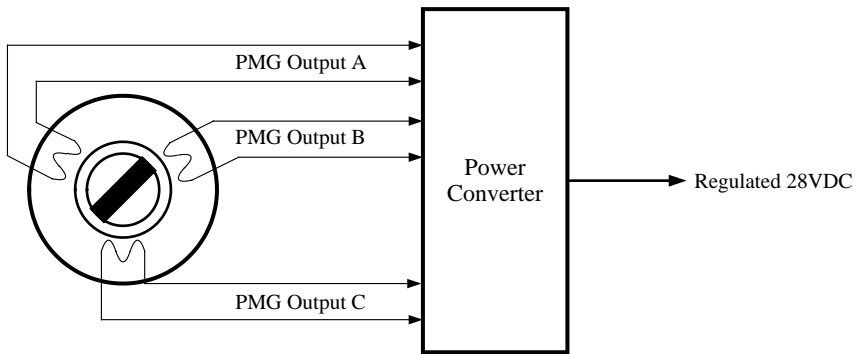 PMG Output A
PMG Output B
Power
Converter
Regulated 28VDC
PMG Output C